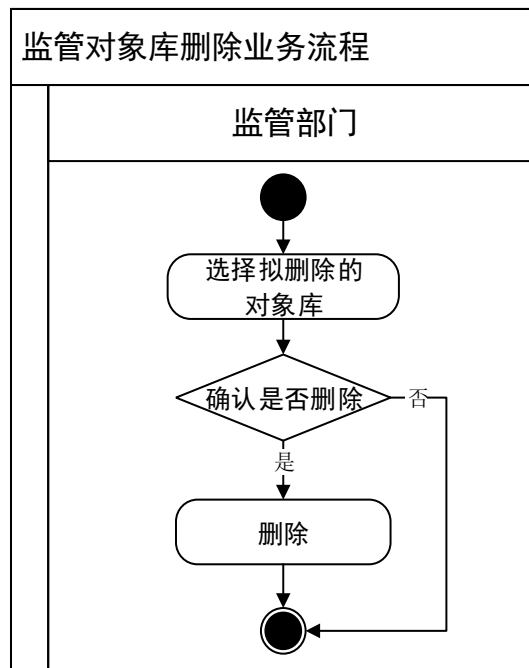 监管对象库删除业务流程
监管部门
选择拟删除的
对象库
确认是否删除
否
是
删除